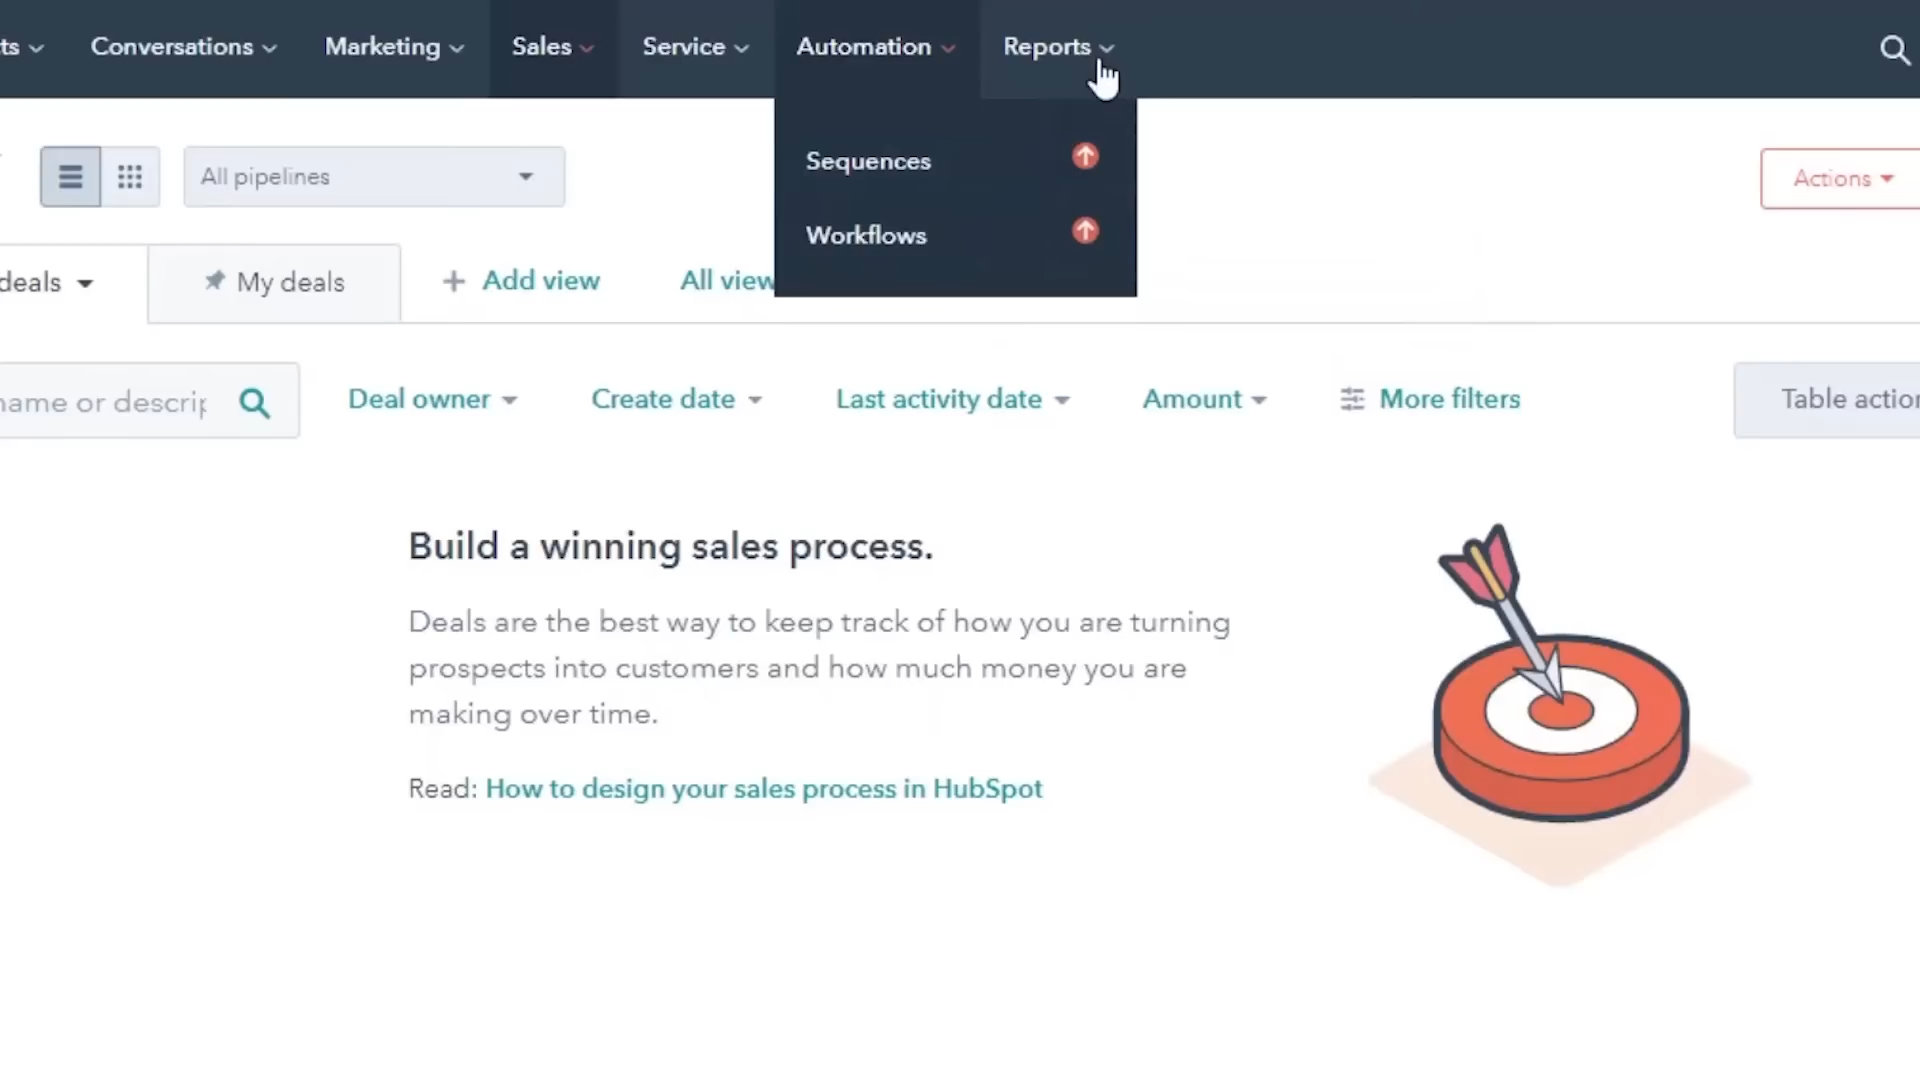 ts
Conversations
Marketing
Sales
Service
Automation
Reports
Sequences
Workflows
All pipelines
Actions
deals
My deals
+ Add view
All view
name or descrip
Deal owner
Create date
Last activity date
Amount
More filters
Table action
Build a winning sales process.
Deals are the best way to keep track of how you are turning
prospects into customers and how much money you are
making over time.
Read: How to design your sales process in HubSpot